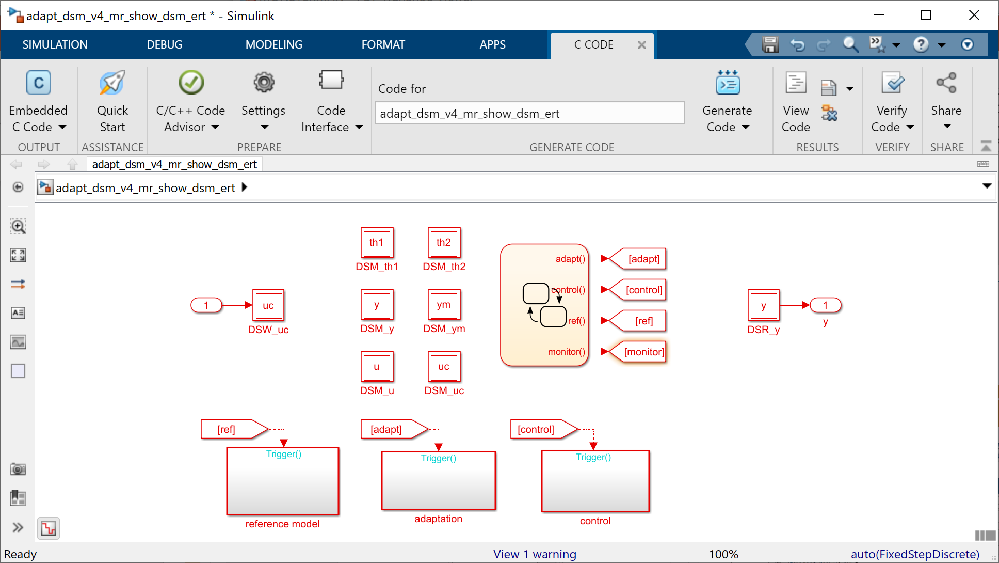 adapt_dsm_v4_mr_show_dsm_ert * - Simulink
SIMULATION
DEBUG
MODELING
FORMAT
APPS
C CODE
C
Embedded
C Code
OUTPUT
Quick
Start
ASSISTANCE
C/C++ Code
Advisor
Settings
Code
Interface
PREPARE
Code for
adapt_dsm_v4_mr_show_dsm_ert
Generate
Code
GENERATE CODE
View
Code
RESULTS
Verify
Code
VERIFY
Share
SHARE
adapt_dsm_v4_mr_show_dsm_ert
adapt_dsm_v4_mr_show_dsm_ert
th1
DSM_th1
th2
DSM_th2
1
uc
DSW_uc
y
DSM_y
ym
DSM_ym
u
DSM_u
uc
DSM_uc
adapt()
control()
ref()
monitor()
[adapt]
[control]
[ref]
[monitor]
y
DSR_y
1
y
[ref]
Trigger()
reference model
[adapt]
Trigger()
adaptation
[control]
Trigger()
control
Ready
View 1 warning
100%
auto(FixedStepDiscrete)